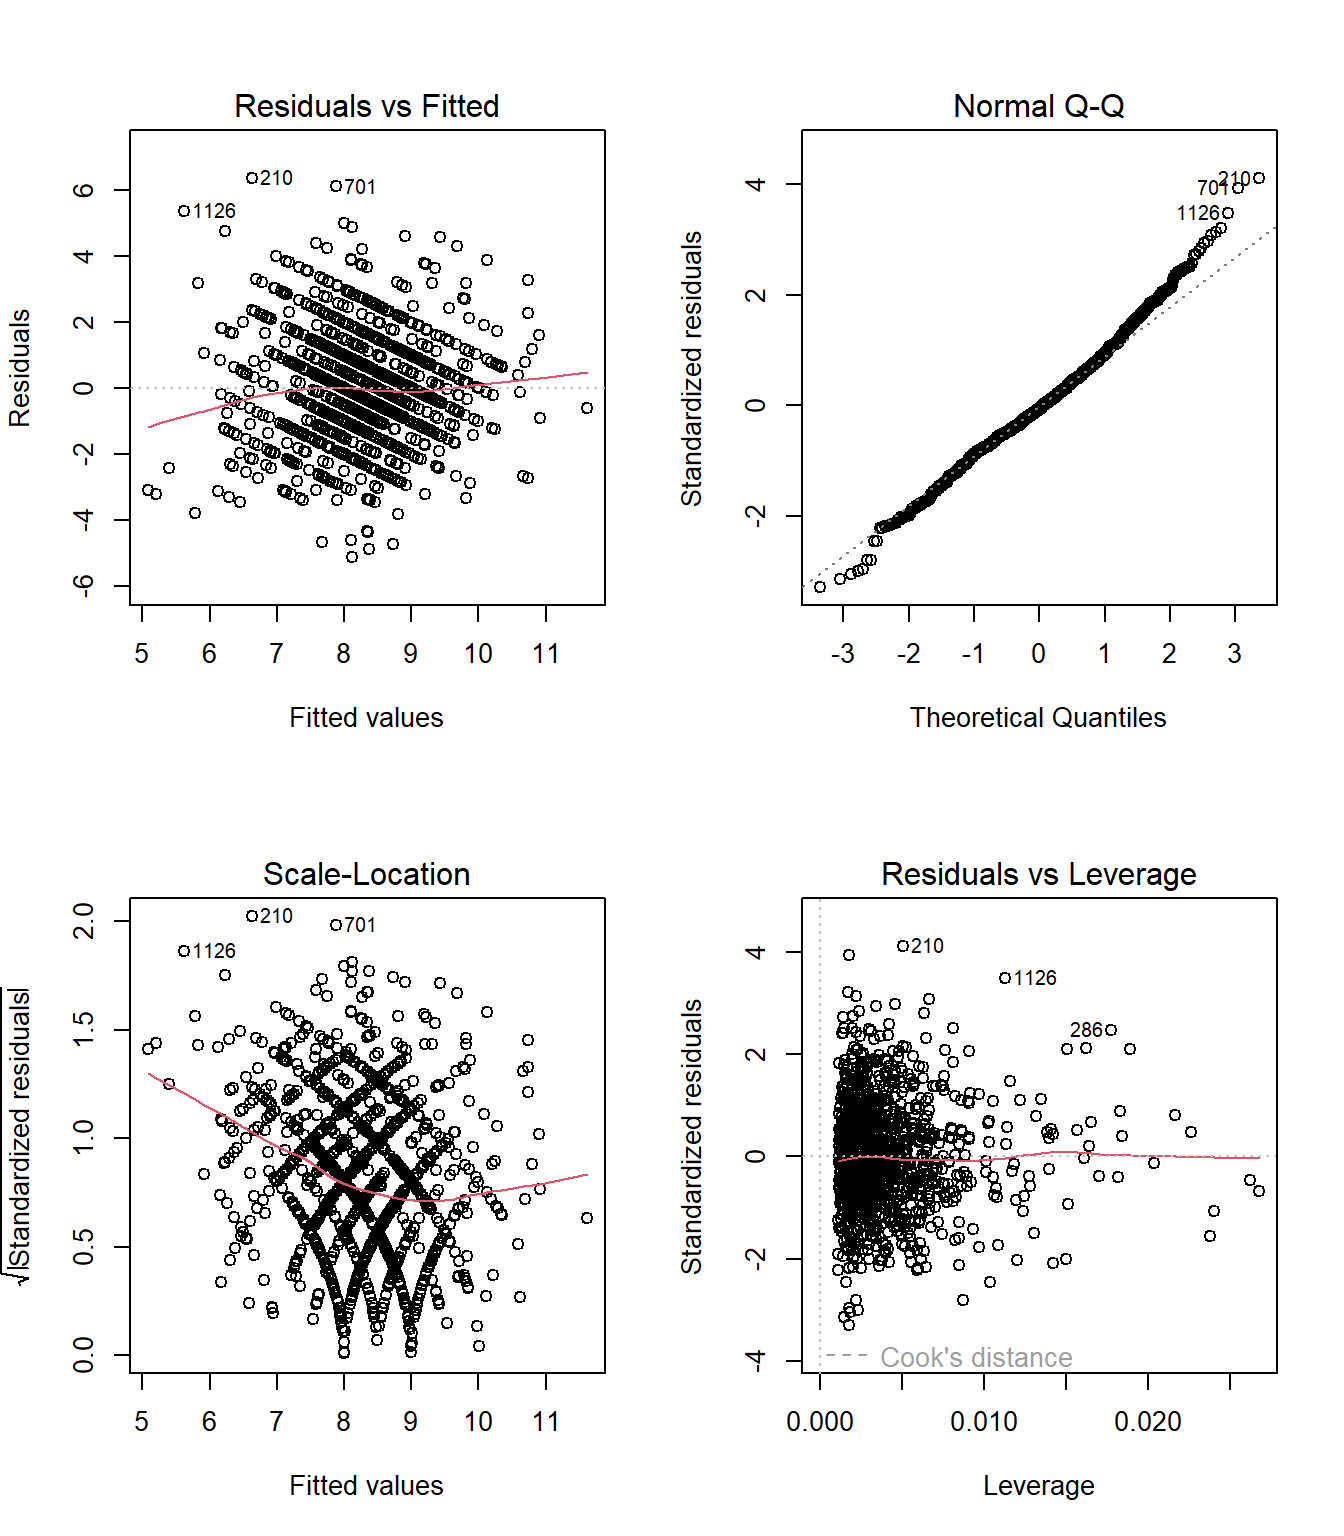 Residuals vs Fitted
Residuals
6
4
2
0
-2
-4
-6
210
701
1126
5 6 7 8 9 10 11
Fitted values
Normal Q-Q
Standardized residuals
4
2
0
-2
210
701
1126
-3 -2 -1 0 1 2 3
Theoretical Quantiles
Scale-Location
√|Standardized residuals|
2.0
1.5
1.0
0.5
0.0
210
701
1126
5 6 7 8 9 10 11
Fitted values
Residuals vs Leverage
Standardized residuals
4
2
0
-2
-4
210
1126
286
Cook's distance
0.000 0.010 0.020
Leverage